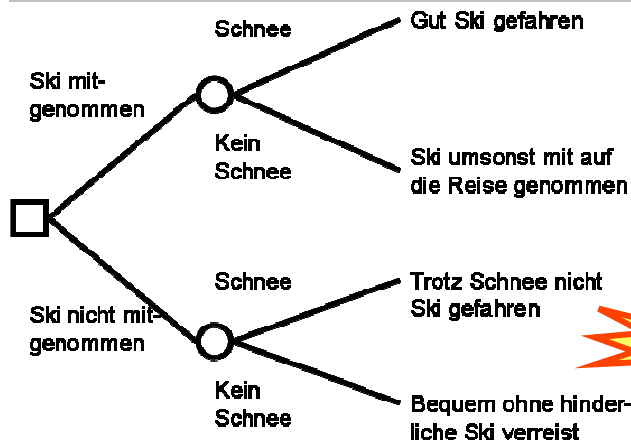 Schnee
Gut Ski gefahren
Ski mit-
genommen
Kein
Schnee
Ski umsonst mit auf
die Reise genommen
Schnee
Trotz Schnee nicht
Ski gefahren
Ski nicht mit-
genommen
Kein
Schnee
Bequem ohne hinder-
liche Ski verreist